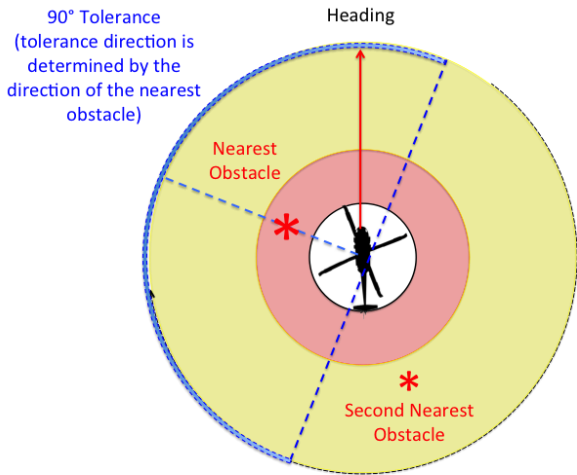 90° Tolerance
(tolerance direction is
determined by the
direction of the nearest
obstacle)
Heading
Nearest
Obstacle
*
*
Second Nearest
Obstacle